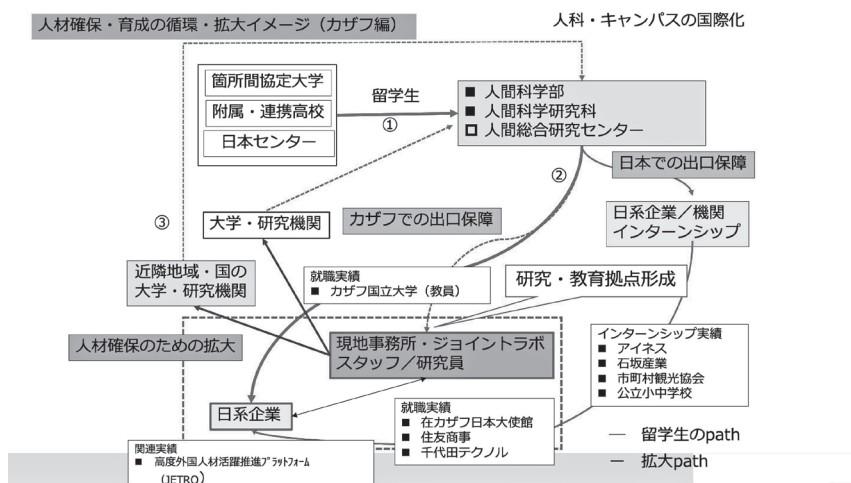 人材確保・育成の循環・拡大イメージ（カザフ編）
人科・キャンパスの国際化
箇所間協定大学
附属・連携高校
日本センター
留学生
①
■ 人間科学部
■ 人間科学研究科
□ 人間総合研究センター
②
日本での出口保障
③
大学・研究機関
カザフでの出口保障
日系企業／機関
インターンシップ
近隣地域・国の
大学・研究機関
就職実績
■ カザフ国立大学（教員）
研究・教育拠点形成
人材確保のための拡大
現地事務所・ジョイントラボ
スタッフ／研究員
インターンシップ実績
■ アイネス
■ 石坂産業
■ 市町村観光協会
■ 公立小中学校
日系企業
就職実績
■ 在カザフ日本大使館
■ 住友商事
■ 千代田テクノル
関連実績
■ 高度外国人材活躍推進ﾌﾟﾗｯﾄﾌｫｰﾑ
（JETRO）
― 留学生のpath
― 拡大path